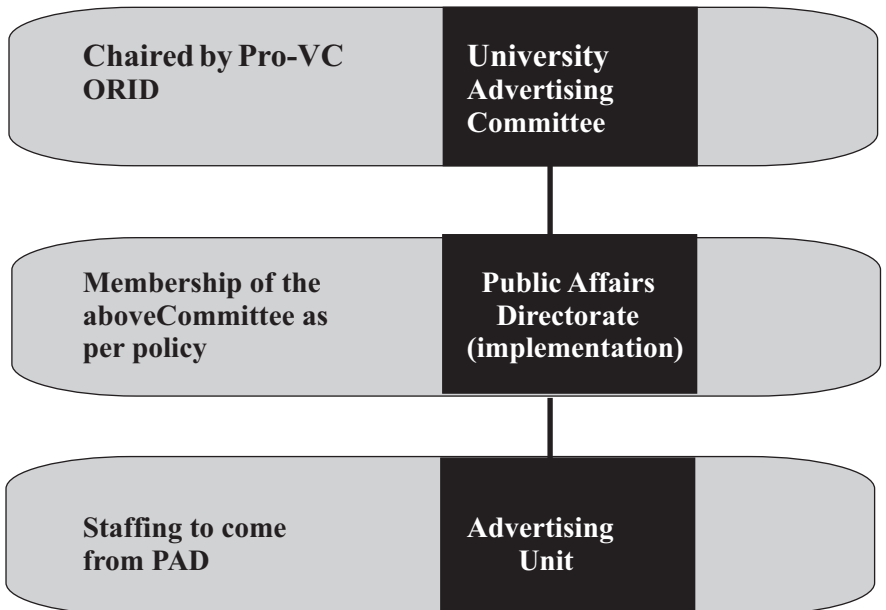 Chaired by Pro-VC
ORID
University
Advertising
Committee
Membership of the
aboveCommittee as
per policy
Public Affairs
Directorate
(implementation)
Staffing to come
from PAD
Advertising
Unit